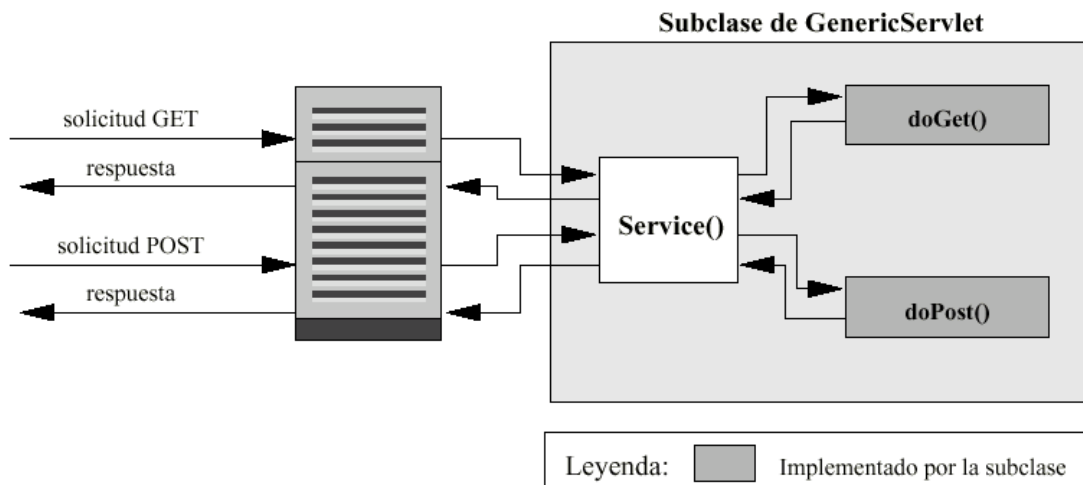 Subclase de GenericServlet
solicitud GET
respuesta
solicitud POST
respuesta
Service()
doGet()
doPost()
Leyenda:
Implementado por la subclase